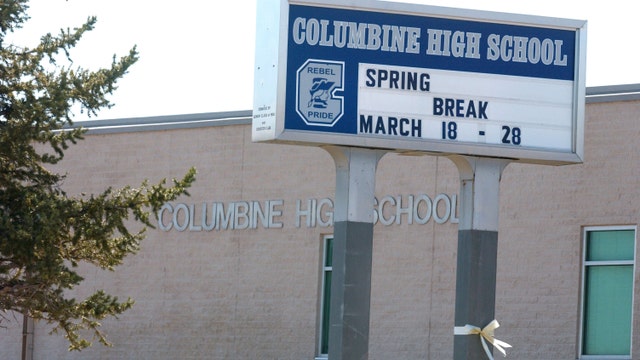 COLUMBINE HIGH SCHOOL
REBEL
PRIDE
SPRING
BREAK
MARCH 18 - 28
COLUMBINE HIGH SCHOOL